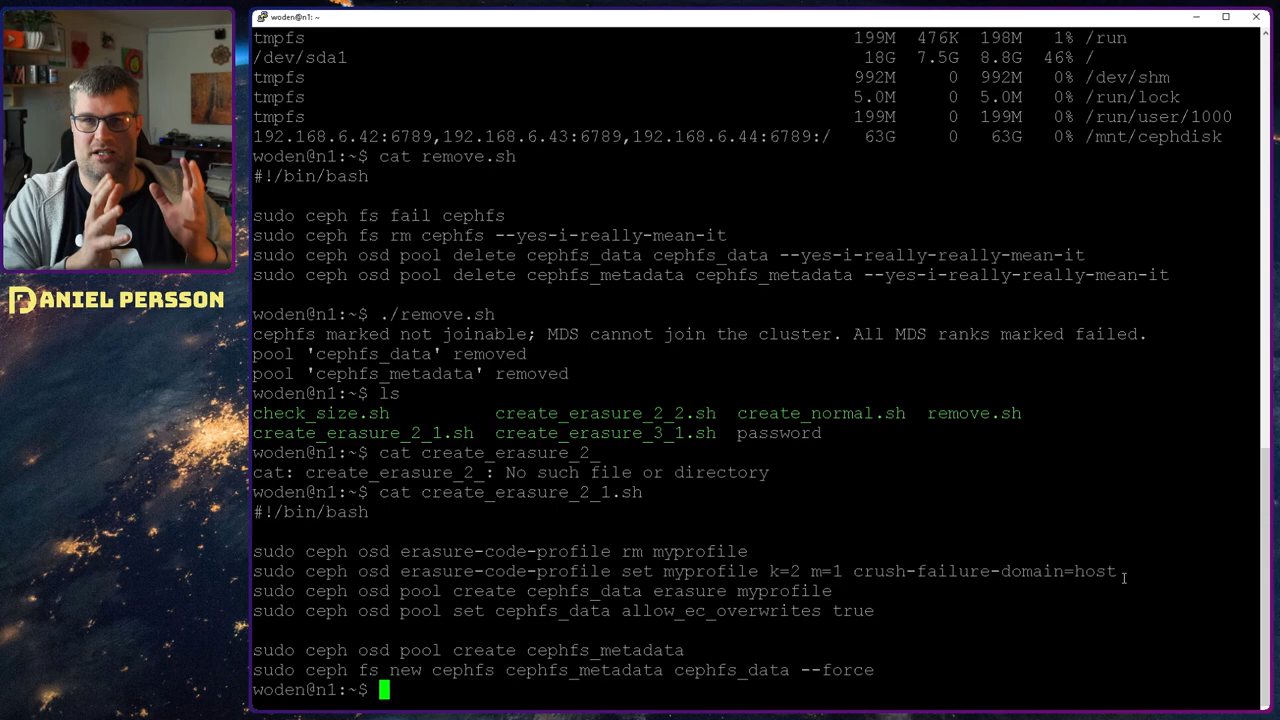 woden@n1: ~
tmpfs 199M 476K 198M 1% /run
/dev/sda1 18G 7.5G 8.8G 46% /
tmpfs 992M 0 992M 0% /dev/shm
tmpfs 5.0M 0 5.0M 0% /run/lock
tmpfs 199M 0 199M 0% /run/user/1000
192.168.6.42:6789,192.168.6.43:6789,192.168.6.44:6789:/ 63G 0 63G 0% /mnt/cephdisk
woden@n1:~$ cat remove.sh
#!/bin/bash
sudo ceph fs fail cephfs
sudo ceph fs rm cephfs --yes-i-really-mean-it
sudo ceph osd pool delete cephfs_data cephfs_data --yes-i-really-really-mean-it
sudo ceph osd pool delete cephfs_metadata cephfs_metadata --yes-i-really-really-mean-it
woden@n1:~$ ./remove.sh
cephfs marked not joinable; MDS cannot join the cluster. All MDS ranks marked failed.
pool 'cephfs_data' removed
pool 'cephfs_metadata' removed
woden@n1:~$ ls
check_size.sh create_erasure_2_2.sh create_normal.sh remove.sh
create_erasure_2_1.sh create_erasure_3_1.sh password
woden@n1:~$ cat create_erasure_2_
cat: create_erasure_2_: No such file or directory
woden@n1:~$ cat create_erasure_2_1.sh
#!/bin/bash
sudo ceph osd erasure-code-profile rm myprofile
sudo ceph osd erasure-code-profile set myprofile k=2 m=1 crush-failure-domain=host
sudo ceph osd pool create cephfs_data erasure myprofile
sudo ceph osd pool set cephfs_data allow_ec_overwrites true
sudo ceph osd pool create cephfs_metadata
sudo ceph fs new cephfs cephfs_metadata cephfs_data --force
woden@n1:~$
DANIEL PERSSON